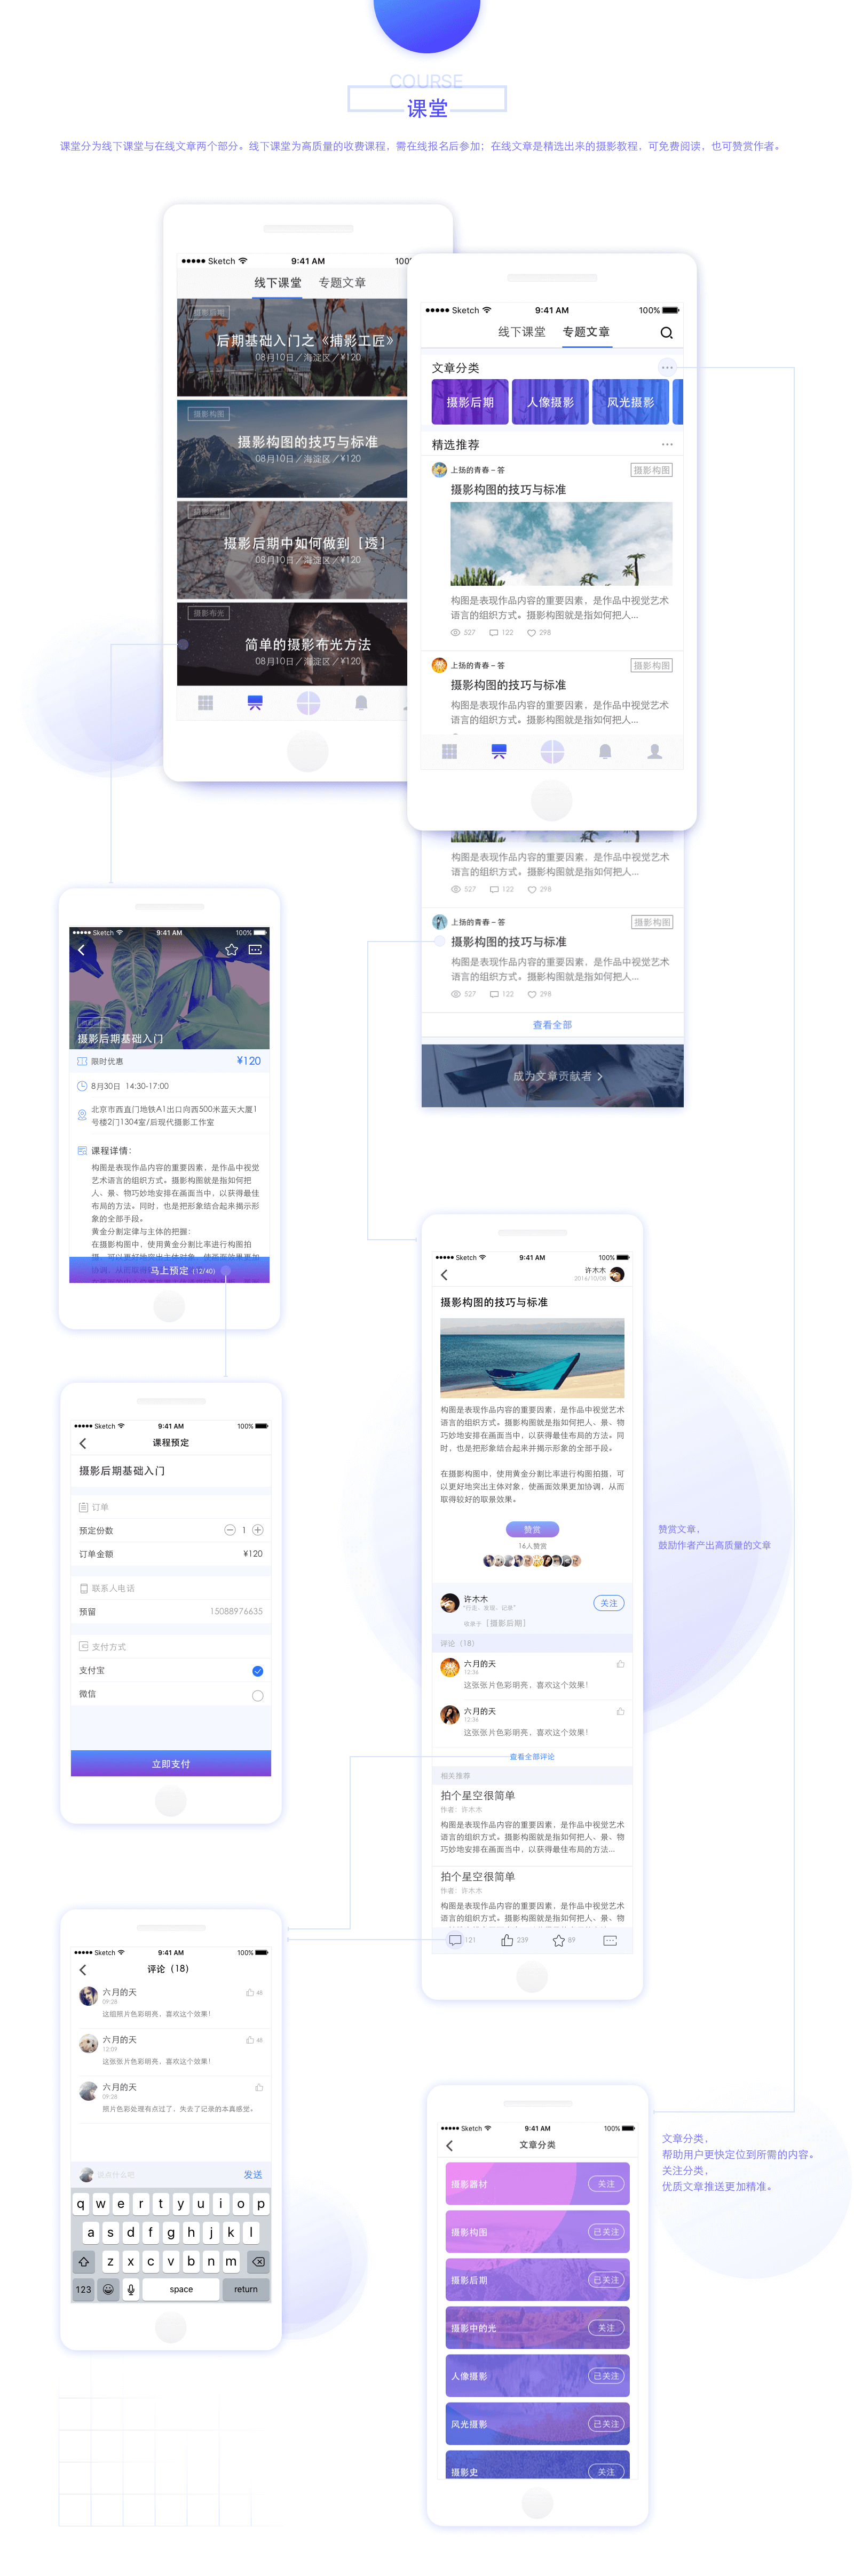 COURSE
课堂
课堂分为线下课堂与在线文章两个部分。线下课堂为高质量的收费课程，需在线报名后参加；在线文章是精选出来的摄影教程，可免费阅读，也可赞赏作者。
Sketch 9:41 AM
线下课堂 专题文章
摄影后期
后期基础入门之《捕影工匠》
08月10日／海淀区／¥120
摄影构图
摄影构图的技巧与标准
08月10日／海淀区／¥120
摄影后期中如何做到［透］
08月10日／海淀区／¥120
摄影布光
简单的摄影布光方法
08月10日／海淀区／¥120
Sketch 9:41 AM 100%
线下课堂 专题文章
文章分类
摄影后期 人像摄影 风光摄影
精选推荐
上扬的青春－答 摄影构图
摄影构图的技巧与标准
构图是表现作品内容的重要因素，是作品中视觉艺术
语言的组织方式。摄影构图就是指如何把人...
527 122 298
上扬的青春－答 摄影构图
摄影构图的技巧与标准
构图是表现作品内容的重要因素，是作品中视觉艺术
语言的组织方式。摄影构图就是指如何把人...
构图是表现作品内容的重要因素，是作品中视觉艺术
语言的组织方式。摄影构图就是指如何把人...
527 122 298
上扬的青春－答 摄影构图
摄影构图的技巧与标准
构图是表现作品内容的重要因素，是作品中视觉艺术
语言的组织方式。摄影构图就是指如何把人...
527 122 298
查看全部
成为文章贡献者
Sketch 9:41 AM 100%
摄影后期基础入门
限时优惠 ¥120
8月30日 14:30-17:00
北京市西直门地铁A1出口向西500米蓝天大厦1
号楼2门1304室/后现代摄影工作室
课程详情：
构图是表现作品内容的重要因素，是作品中视觉
艺术语言的组织方式。摄影构图就是指如何把
人、景、物巧妙地安排在画面当中，以获得最佳
布局的方法。同时，也是把形象结合起来揭示形
象的全部手段。
黄金分割定律与主体的把握：
在摄影构图中，使用黄金分割比率进行构图拍
摄，可以更好地突出主体对象，使画面效果更加
马上预定 (12/40)
Sketch 9:41 AM 100%
课程预定
摄影后期基础入门
订单
预定份数 1
订单金额 ¥120
联系人电话
预留 15088976635
支付方式
支付宝
微信
立即支付
Sketch 9:41 AM 100%
许木木
2016/10/08
摄影构图的技巧与标准
构图是表现作品内容的重要因素，是作品中视觉艺术
语言的组织方式。摄影构图就是指如何把人、景、物
巧妙地安排在画面当中，以获得最佳布局的方法。同
时，也是把形象结合起来并揭示形象的全部手段。
在摄影构图中，使用黄金分割比率进行构图拍摄，可
以更好地突出主体对象，使画面效果更加协调，从而
取得较好的取景效果。
赞赏
16人赞赏
许木木 关注
“行走、发现、记录”
收录于［摄影后期］
评论（18）
六月的天
12:36
这张张片色彩明亮，喜欢这个效果！
六月的天
12:36
这张张片色彩明亮，喜欢这个效果！
查看全部评论
相关推荐
拍个星空很简单
作者：许木木
构图是表现作品内容的重要因素，是作品中视觉艺术
语言的组织方式。摄影构图就是指如何把人、景、物
巧妙地安排在画面当中，以获得最佳布局的方法...
拍个星空很简单
作者：许木木
构图是表现作品内容的重要因素，是作品中视觉艺术
语言的组织方式。摄影构图就是指如何把人、景、物
121 239 89
赞赏文章，
鼓励作者产出高质量的文章
Sketch 9:41 AM 100%
评论（18）
六月的天 46
09:28
这组照片色彩明亮，喜欢这个效果！
六月的天 46
12:09
这张张片色彩明亮，喜欢这个效果！
六月的天
09:28
照片色彩处理有点过了，失去了记录的本真感觉。
说点什么吧 发送
q w e r t y u i o p
a s d f g h j k l
z x c v b n m
123 space return
Sketch 9:41 AM 100%
文章分类
摄影器材 关注
摄影构图 已关注
摄影后期 已关注
摄影中的光 关注
人像摄影 已关注
风光摄影 已关注
摄影史 关注
文章分类，
帮助用户更快定位到所需的内容。
关注分类，
优质文章推送更加精准。